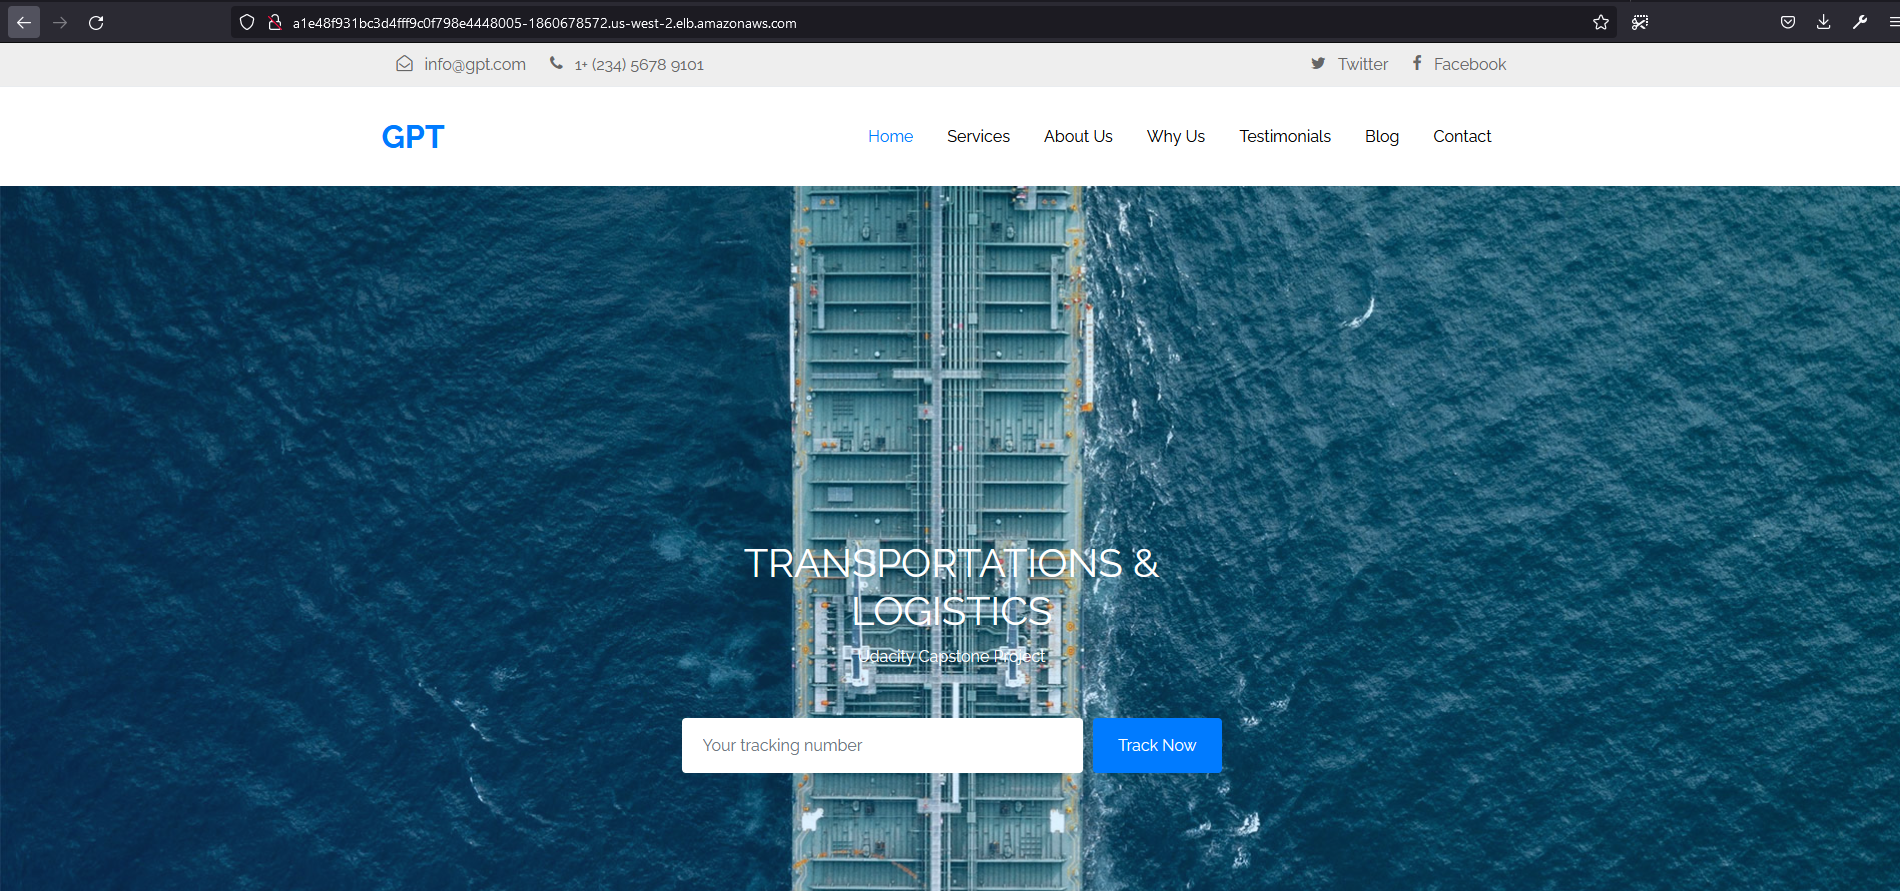 a1e48f931bc3d4fff9c0f798e4448005-1860678572.us-west-2.elb.amazonaws.com
info@gpt.com 1+ (234) 5678 9101 Twitter Facebook
GPT Home Services About Us Why Us Testimonials Blog Contact
TRANSPORTATIONS &
LOGISTICS
Udacity Capstone Project
Your tracking number Track Now